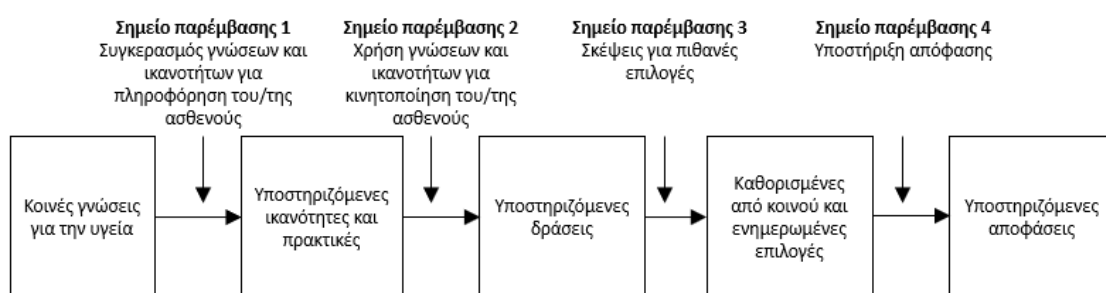 Σημείο παρέμβασης 1
Συγκερασμός γνώσεων και
ικανοτήτων για
πληροφόρηση του/της
ασθενούς
Σημείο παρέμβασης 2
Χρήση γνώσεων και
ικανοτήτων για
κινητοποίηση του/της
ασθενούς
Σημείο παρέμβασης 3
Σκέψεις για πιθανές
επιλογές
Σημείο παρέμβασης 4
Υποστήριξη απόφασης
Κοινές γνώσεις
για την υγεία
Υποστηριζόμενες
ικανότητες και
πρακτικές
Υποστηριζόμενες
δράσεις
Καθορισμένες
από κοινού και
ενημερωμένες
επιλογές
Υποστηριζόμενες
αποφάσεις